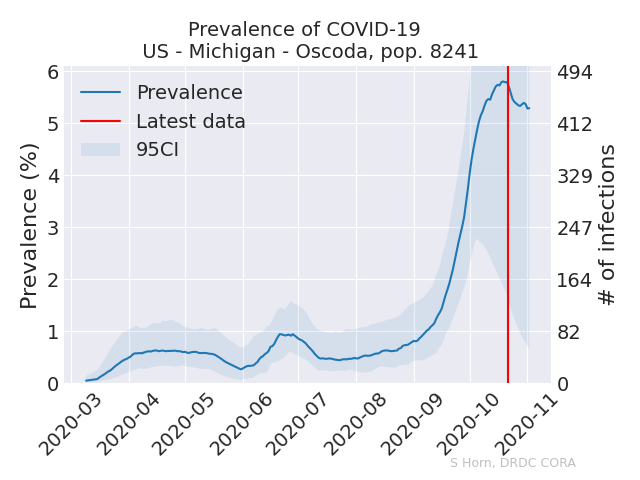 Prevalence of COVID-19
US - Michigan - Oscoda, pop. 8241
Prevalence
Latest data
95CI
Prevalence (%)
6
5
4
3
2
1
0
# of infections
494
412
329
247
164
82
0
2020-03
2020-04
2020-05
2020-06
2020-07
2020-08
2020-09
2020-10
2020-11
S Horn, DRDC CORA